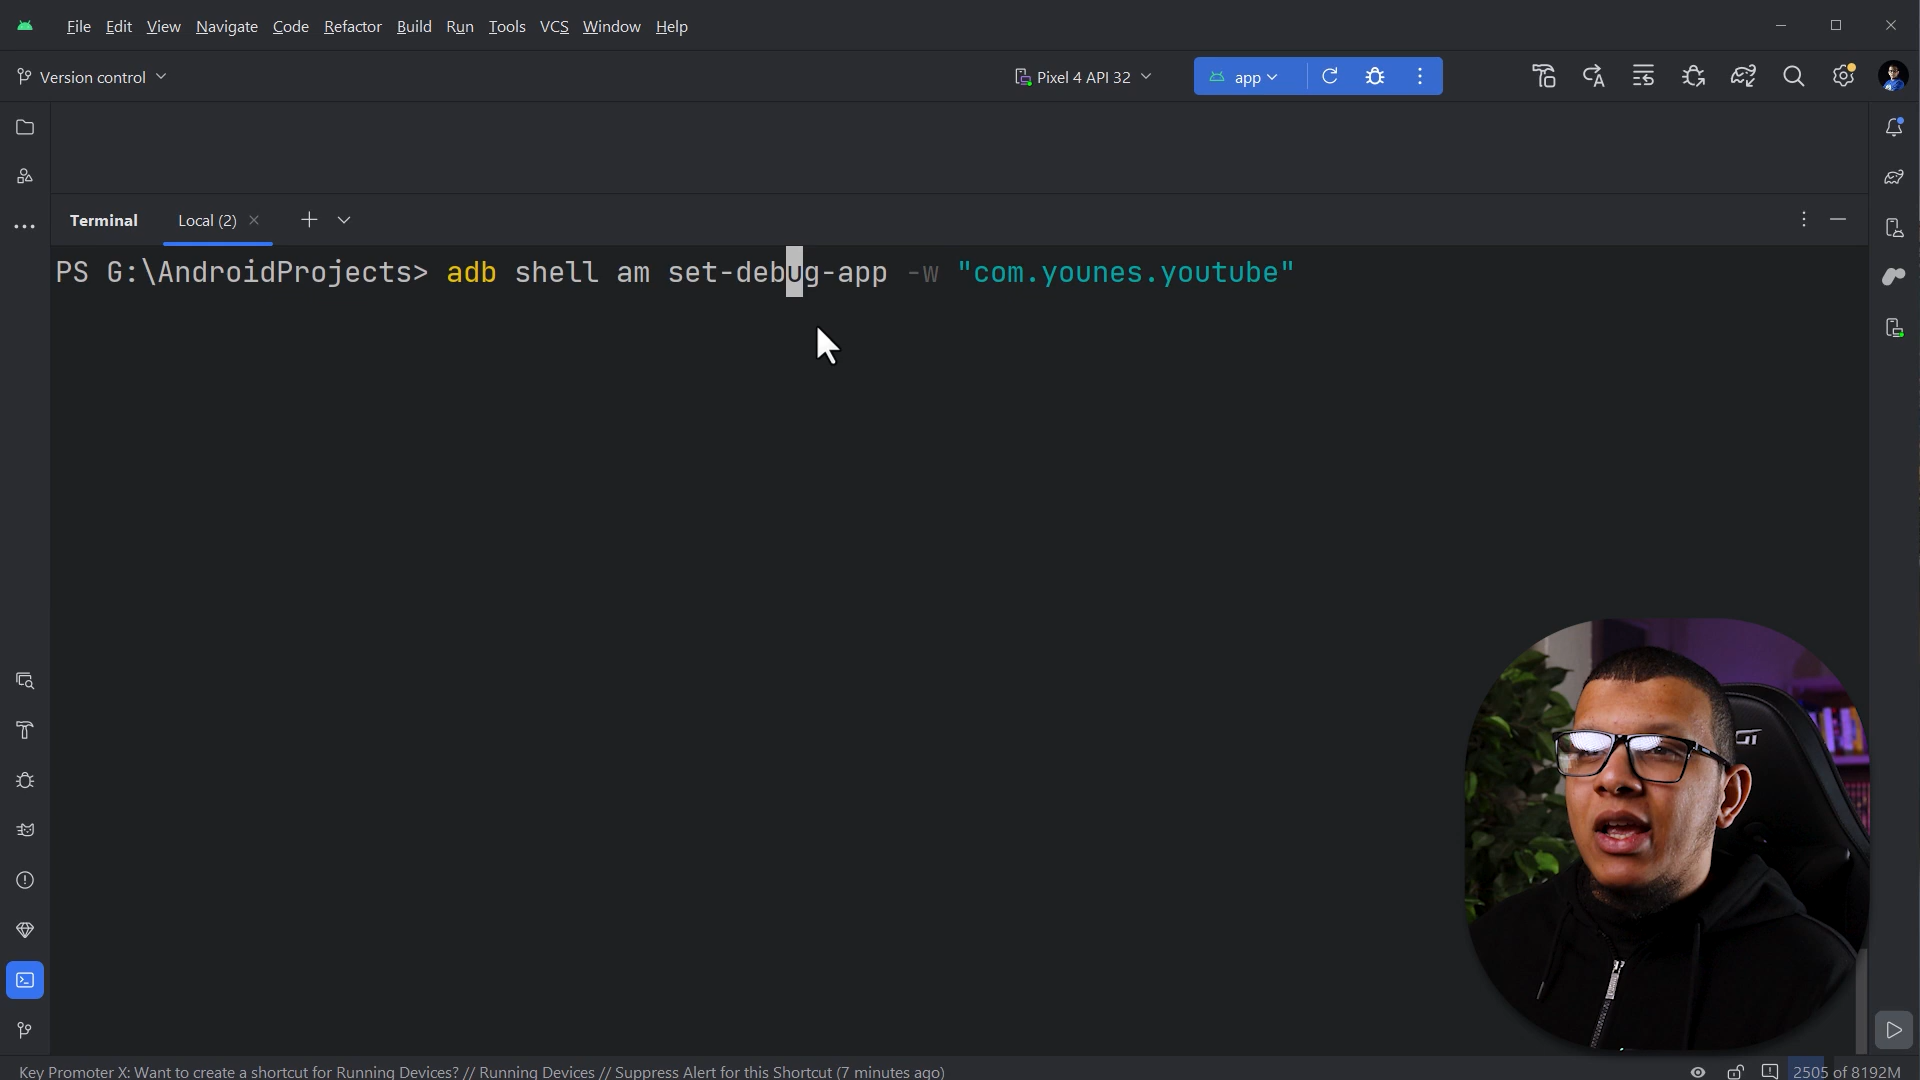 File Edit View Navigate Code Refactor Build Run Tools VCS Window Help
Version control
Pixel 4 API 32
app
Terminal
Local (2)
PS G:\AndroidProjects> adb shell am set-debug-app -w "com.younes.youtube"
Key Promoter X: Want to create a shortcut for Running Devices? // Running Devices // Suppress Alert for this Shortcut (7 minutes ago)
2505 of 8192M